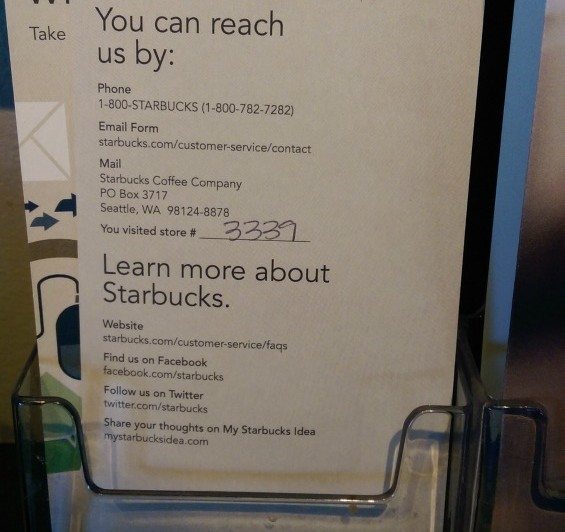 Take
You can reach
us by:
Phone
1-800-STARBUCKS (1-800-782-7282)
Email Form
starbucks.com/customer-service/contact
Mail
Starbucks Coffee Company
PO Box 3717
Seattle, WA 98124-8878
You visited store # 3339
Learn more about
Starbucks.
Website
starbucks.com/customer-service/faqs
Find us on Facebook
facebook.com/starbucks
Follow us on Twitter
twitter.com/starbucks
Share your thoughts on My Starbucks Idea
mystarbucksidea.com